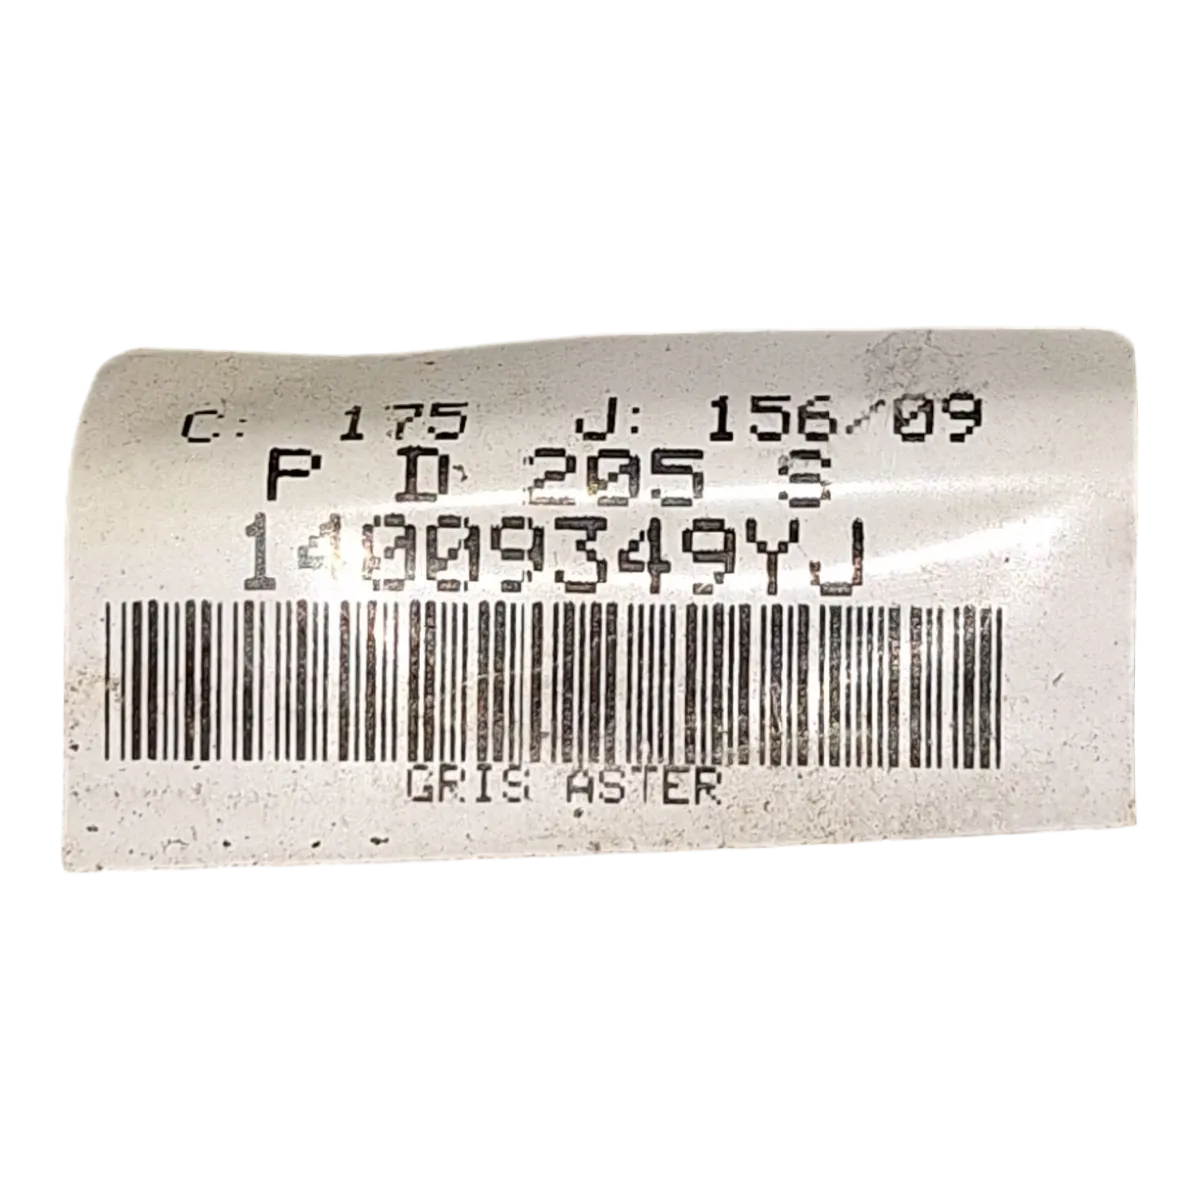 C: 175 J: 156/09
P D 205 S
14009349YJ
GRIS ASTER